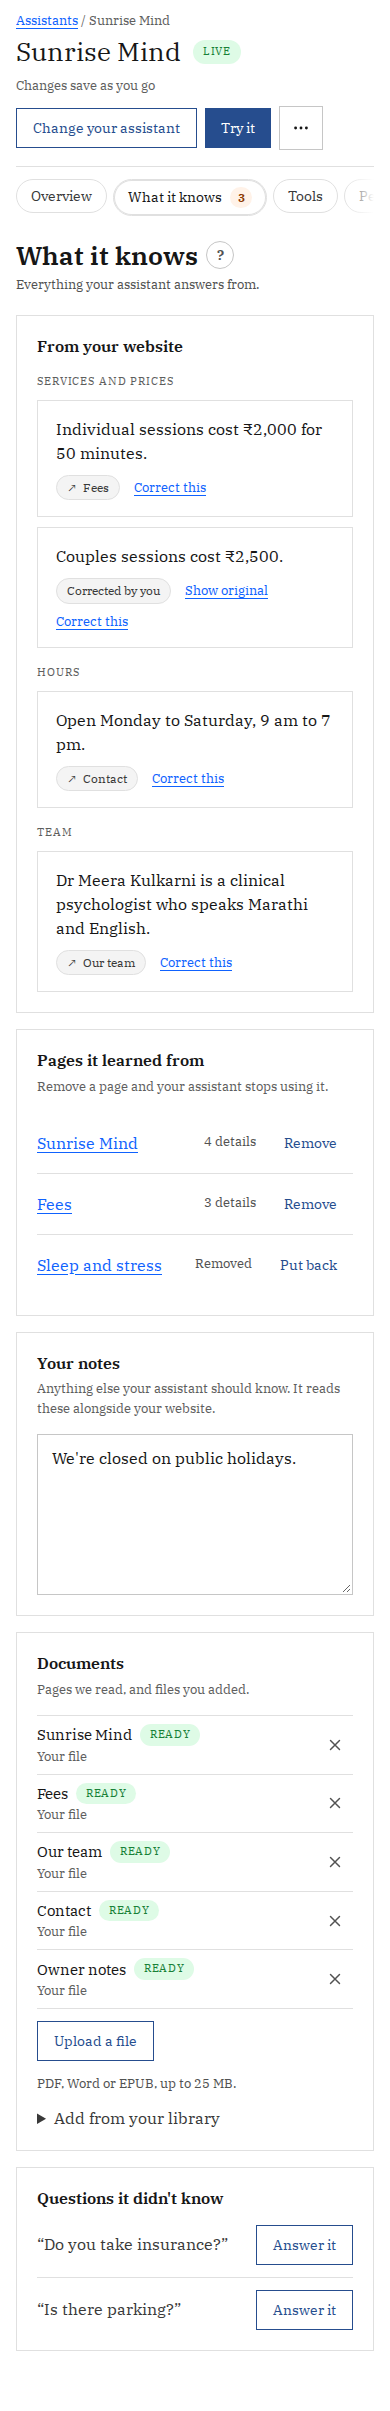 Assistants / Sunrise Mind
Sunrise Mind LIVE
Changes save as you go
Change your assistant Try it ···
Overview What it knows 3 Tools
What it knows ?
Everything your assistant answers from.
From your website
SERVICES AND PRICES
Individual sessions cost ₹2,000 for
50 minutes.
↗ Fees Correct this
Couples sessions cost ₹2,500.
Corrected by you Show original
Correct this
HOURS
Open Monday to Saturday, 9 am to 7
pm.
↗ Contact Correct this
TEAM
Dr Meera Kulkarni is a clinical
psychologist who speaks Marathi
and English.
↗ Our team Correct this
Pages it learned from
Remove a page and your assistant stops using it.
Sunrise Mind 4 details Remove
Fees 3 details Remove
Sleep and stress Removed Put back
Your notes
Anything else your assistant should know. It reads
these alongside your website.
We're closed on public holidays.
Documents
Pages we read, and files you added.
Sunrise Mind READY
Your file
Fees READY
Your file
Our team READY
Your file
Contact READY
Your file
Owner notes READY
Your file
Upload a file
PDF, Word or EPUB, up to 25 MB.
▶ Add from your library
Questions it didn't know
“Do you take insurance?” Answer it
“Is there parking?” Answer it